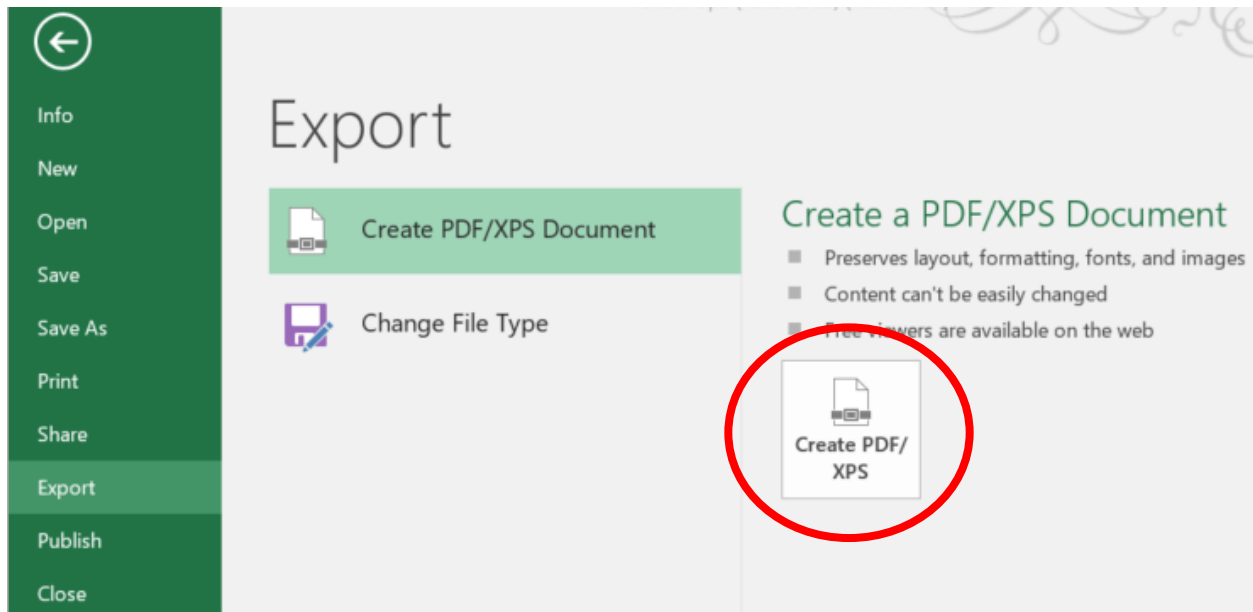 Info
New
Open
Save
Save As
Print
Share
Export
Publish
Close
Export
Create PDF/XPS Document
Change File Type
Create a PDF/XPS Document
Preserves layout, formatting, fonts, and images
Content can't be easily changed
Free viewers are available on the web
Create PDF/
XPS